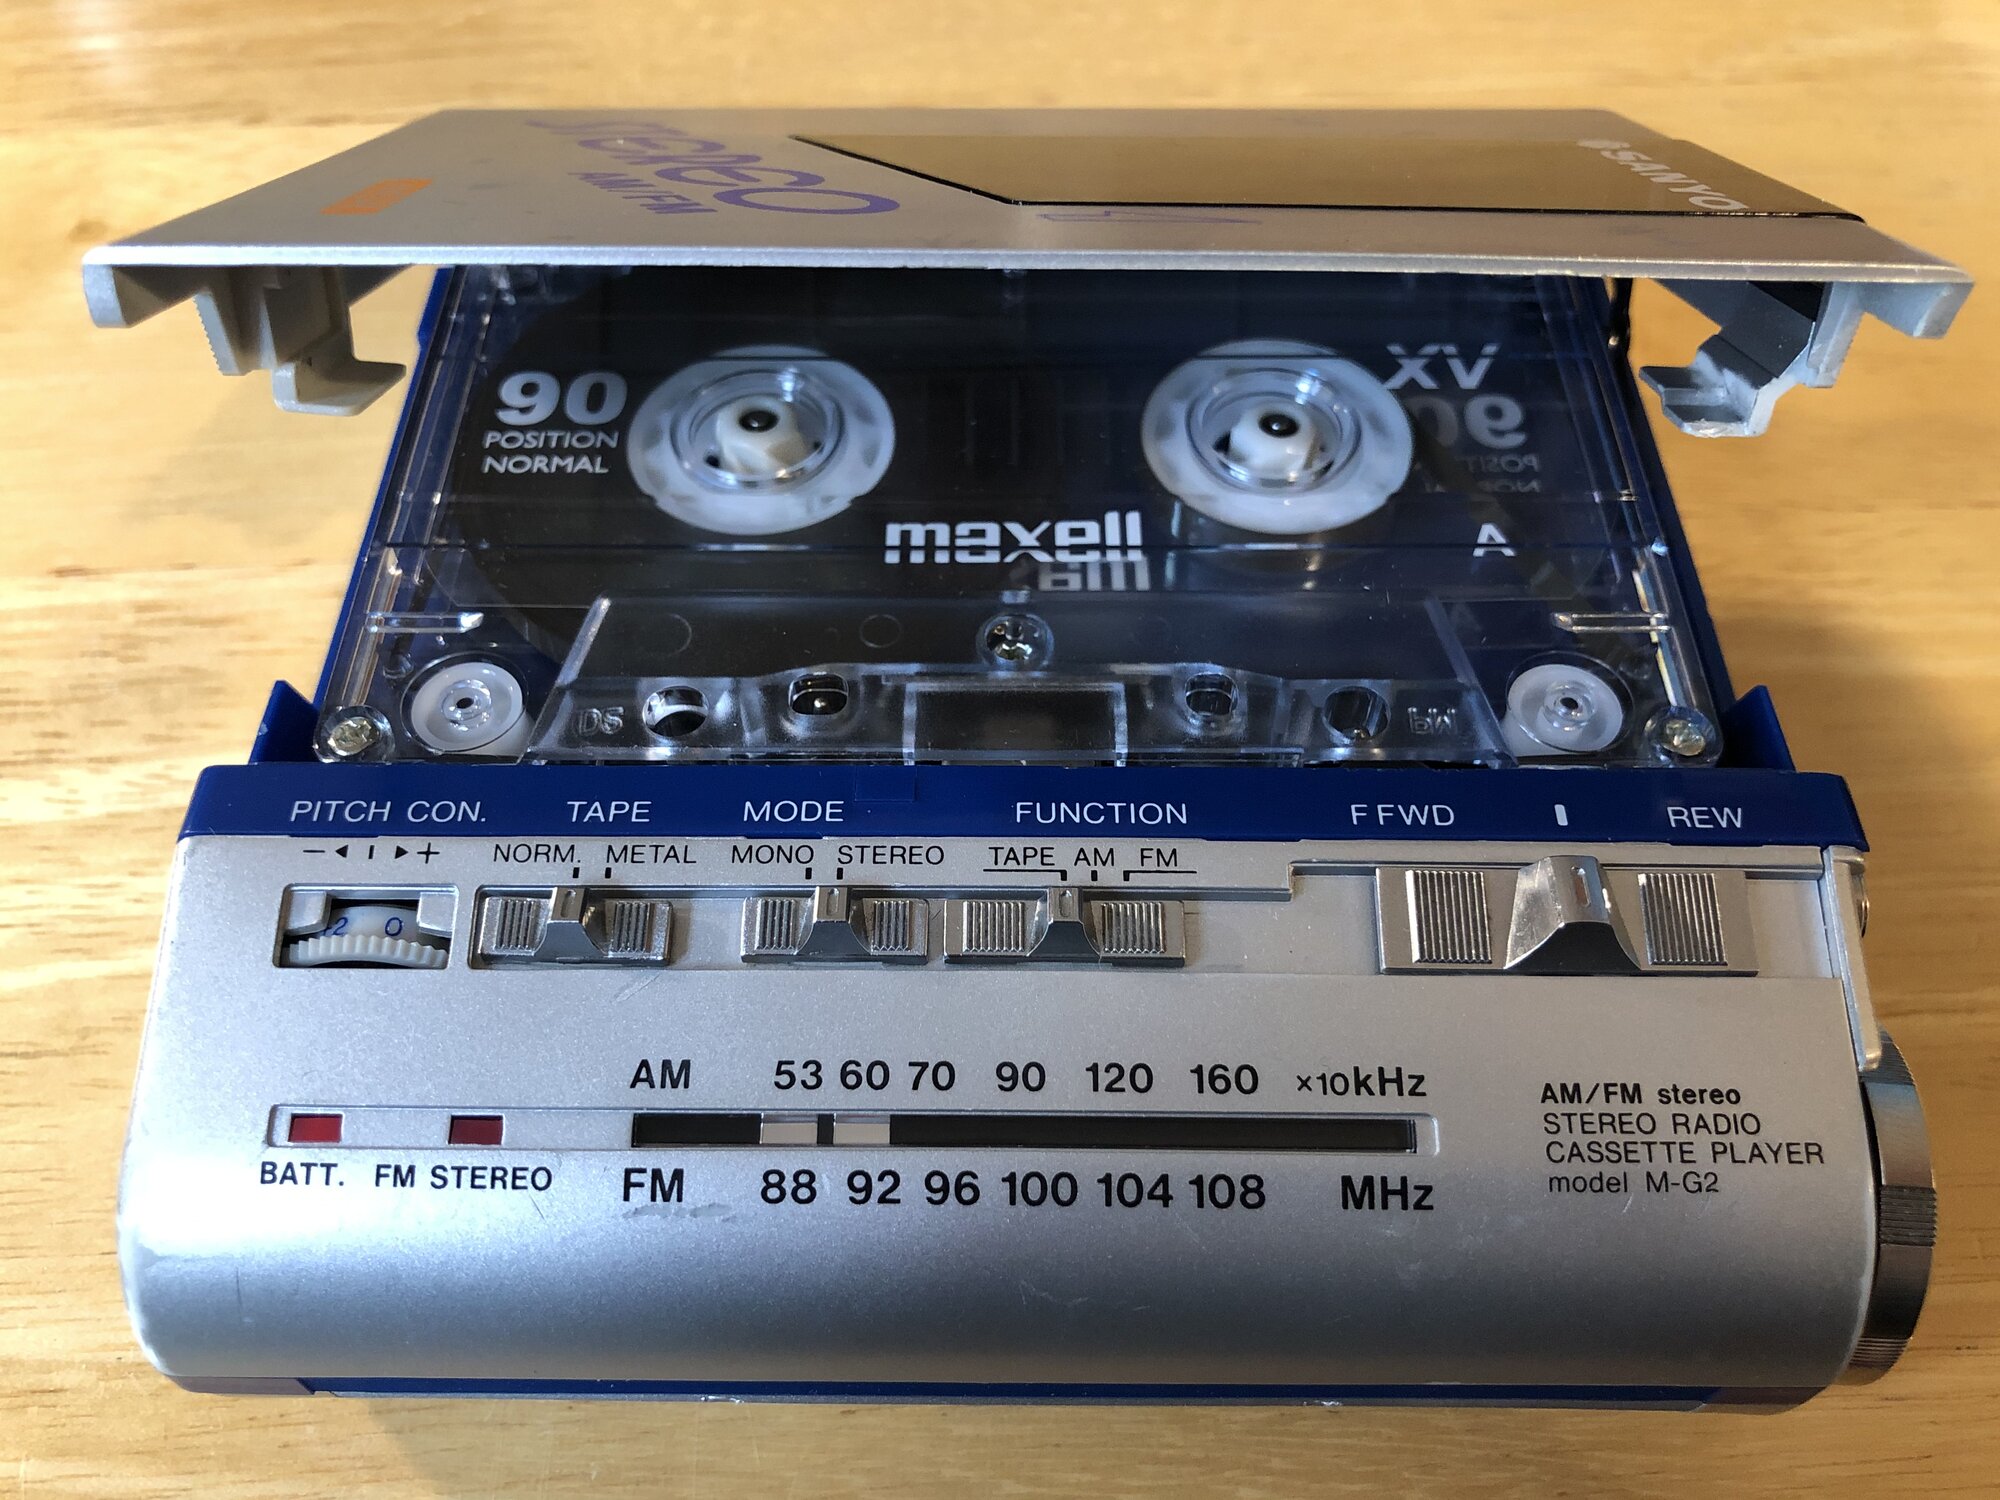 STEREO
AM/FM
SANYO
90
POSITION
NORMAL
XV
maxell
A
PITCH CON. TAPE MODE FUNCTION F FWD REW
− ◄ I ► + NORM. METAL MONO STEREO TAPE AM FM
2 0
AM 53 60 70 90 120 160 ×10kHz
BATT. FM STEREO
FM 88 92 96 100 104 108 MHz
AM/FM stereo
STEREO RADIO
CASSETTE PLAYER
model M-G2